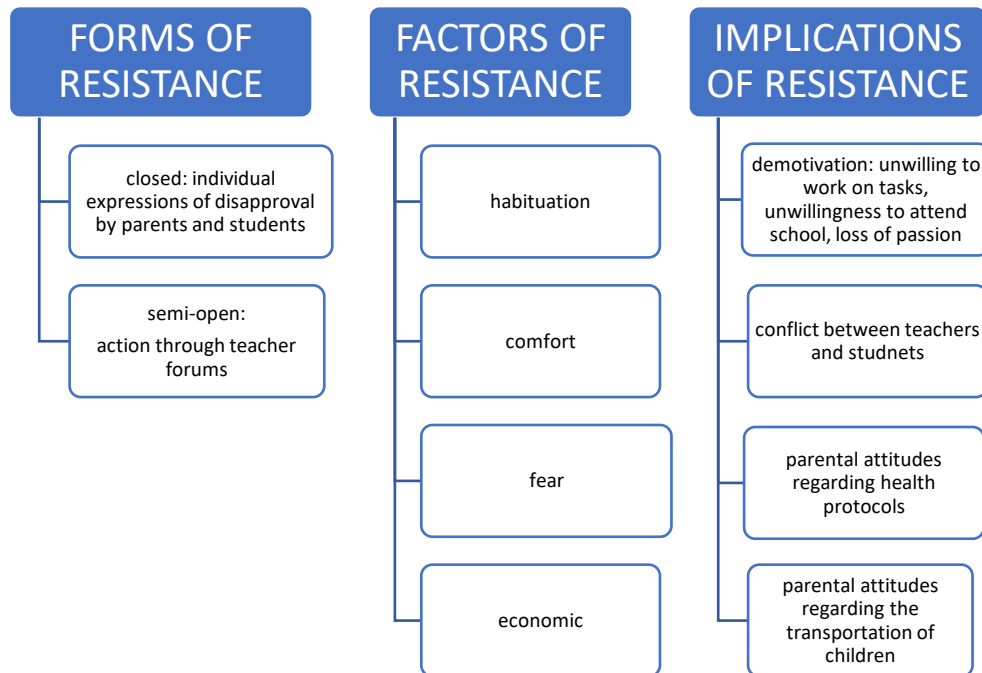 FORMS OF
RESISTANCE
closed: individual
expressions of disapproval
by parents and students
semi-open:
action through teacher
forums
FACTORS OF
RESISTANCE
habituation
comfort
fear
economic
IMPLICATIONS
OF RESISTANCE
demotivation: unwilling to
work on tasks,
unwillingness to attend
school, loss of passion
conflict between teachers
and studnets
parental attitudes
regarding health
protocols
parental attitudes
regarding the
transportation of
children